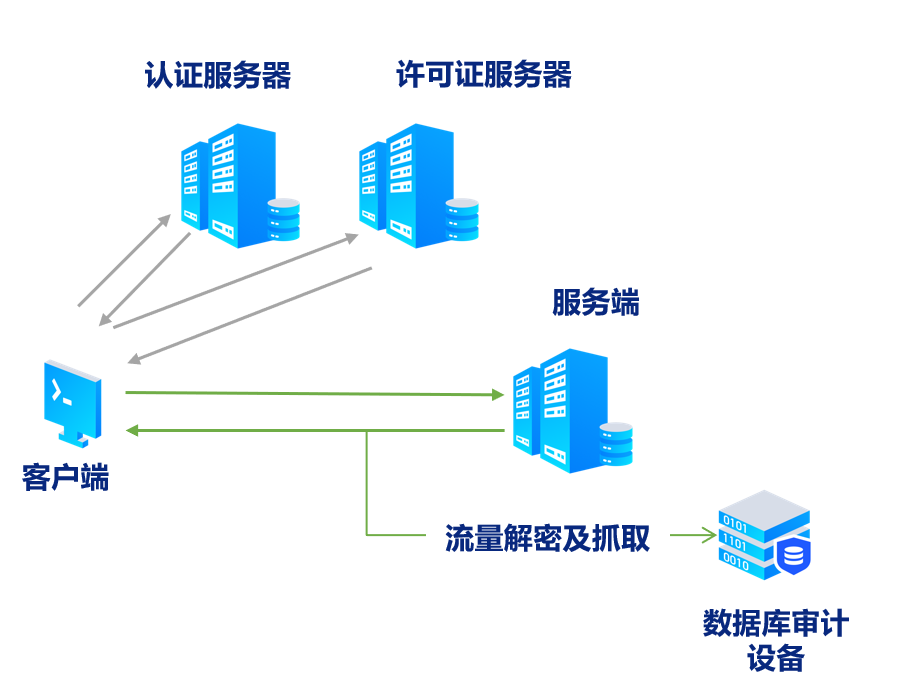 认证服务器
许可证服务器
服务端
客户端
流量解密及抓取
0101
1101
0010
数据库审计
设备